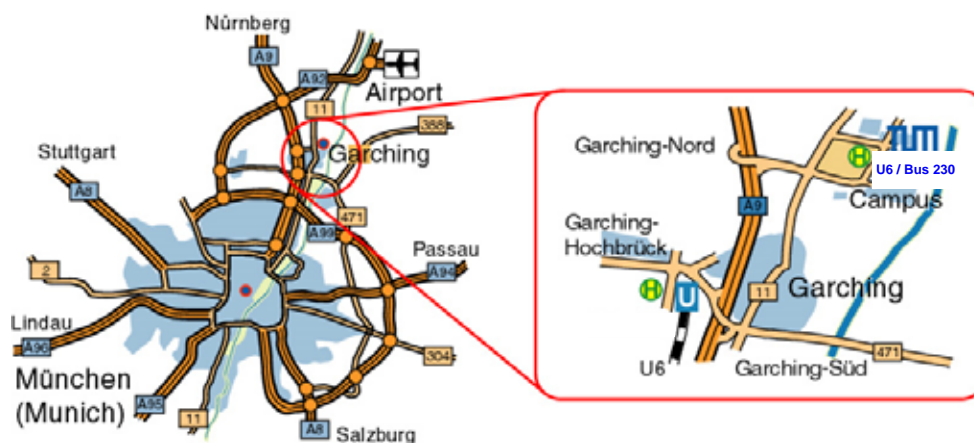 Nürnberg
A9
A92
Airport
11
388
Garching
Stuttgart
A8
471
A99
Passau
A94
2
Lindau
A96
304
München
(Munich)
A95
11
A8
Salzburg
Garching-Nord
TUM
H
U6 / Bus 230
Campus
A9
Garching-
Hochbrück
H
U
11
Garching
U6
Garching-Süd
471